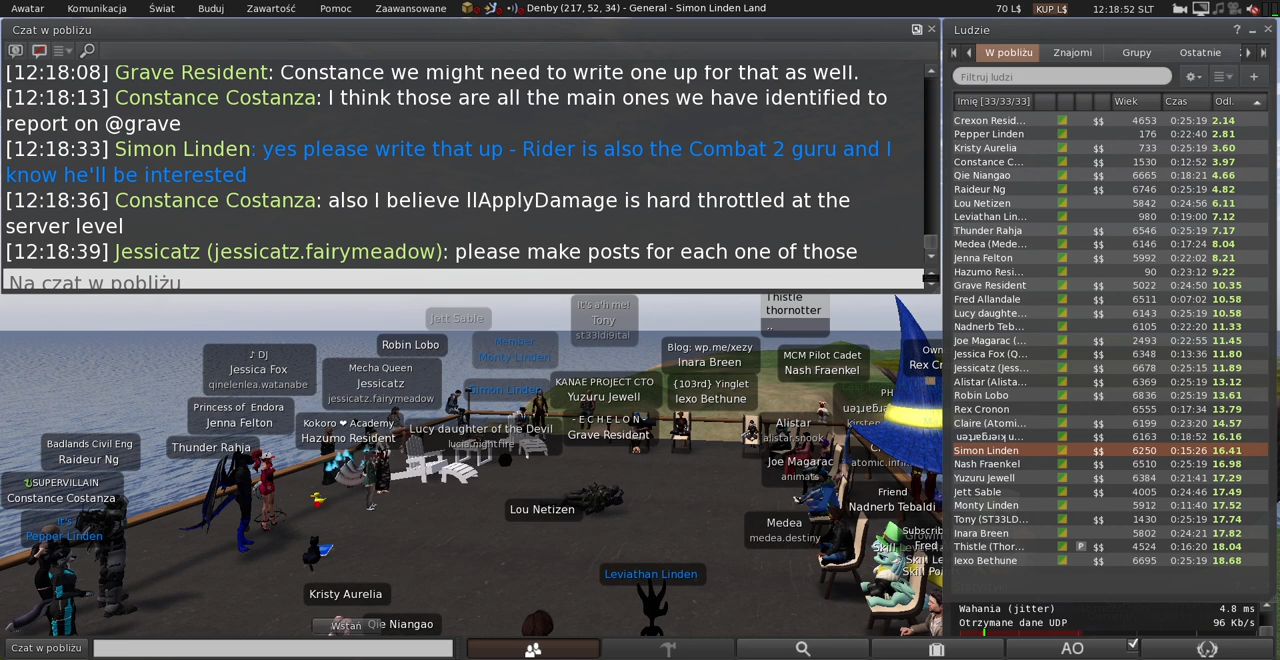 Awatar Komunikacja Świat Buduj Zawartość Pomoc Zaawansowane Denby (217, 52, 34) - General - Simon Linden Land 70 L$ KUP L$ 12:18:52 SLT
Czat w pobliżu
[12:18:08] Grave Resident: Constance we might need to write one up for that as well.
[12:18:13] Constance Costanza: I think those are all the main ones we have identified to
report on @grave
[12:18:33] Simon Linden: yes please write that up - Rider is also the Combat 2 guru and I
know he'll be interested
[12:18:36] Constance Costanza: also I believe llApplyDamage is hard throttled at the
server level
[12:18:39] Jessicatz (jessicatz.fairymeadow): please make posts for each one of those
Na czat w pobliżu
Jett Sable
It's a'h me!
Tony
st33ldi9ital
Thistle
thornotter
..
Robin Lobo
Member
Monty Linden
Blog: wp.me/xezy
Inara Breen
MCM Pilot Cadet
Nash Fraenkel
Own
Rex Cr
♪ DJ
Jessica Fox
qinelenlea.watanabe
Mecha Queen
Jessicatz
jessicatz.fairymeadow
Simon Linden
KANAE PROJECT CTO
Yuzuru Jewell
{103rd} Yinglet
Iexo Bethune
PH
kirsten
Princess of Endora
Jenna Felton
Kokoro ❤ Academy
Hazumo Resident
Lucy daughter of the Devil
lucia.nightfire
- E C H E L O N -
Grave Resident
Alistar
alistar.snook
Badlands Civil Eng
Raideur Ng
Thunder Rahja
Joe Magarac
animats
atomic.infi
SUPERVILLAIN
Constance Costanza
It's
Pepper Linden
Lou Netizen
Friend
Nadnerb Tebaldi
Medea
medea.destiny
Subscrib
Fred
Skill Le
Skill Poi
Leviathan Linden
Kristy Aurelia
Wstań
Qie Niangao
Czat w pobliżu
AO
Ludzie
W pobliżu Znajomi Grupy Ostatnie
Filtruj ludzi
Imię [33/33/33] Wiek Czas Odl.
Crexon Resid... $$ 4653 0:25:19 2.14
Pepper Linden 176 0:22:40 2.81
Kristy Aurelia $$ 733 0:25:19 3.60
Constance C... $$ 1530 0:12:52 3.97
Qie Niangao $$ 6665 0:18:21 4.66
Raideur Ng $$ 6746 0:25:19 4.82
Lou Netizen 5842 0:24:56 6.11
Leviathan Lin... 980 0:19:00 7.12
Thunder Rahja $$ 6546 0:25:19 7.17
Medea (Mede... $$ 6146 0:17:24 8.04
Jenna Felton $$ 5992 0:22:02 8.21
Hazumo Resi... 90 0:23:12 9.22
Grave Resident $$ 5022 0:24:50 10.35
Fred Allandale $$ 6511 0:07:02 10.58
Lucy daughte... $$ 6143 0:25:19 10.58
Nadnerb Teb... 6105 0:22:20 11.33
Joe Magarac (... $$ 2493 0:22:55 11.45
Jessica Fox (Q... $$ 6348 0:13:36 11.80
Jessicatz (Jess... $$ 6678 0:25:15 11.89
Alistar (Alista... $$ 6369 0:25:19 13.12
Robin Lobo $$ 6836 0:25:19 13.61
Rex Cronon 6555 0:17:34 13.79
Claire (Atomi... $$ 6199 0:23:20 14.57
$$ 6163 0:18:52 16.16
Simon Linden $$ 6250 0:15:26 16.41
Nash Fraenkel $$ 6510 0:25:19 16.98
Yuzuru Jewell $$ 6384 0:21:41 17.29
Jett Sable $$ 4005 0:24:46 17.49
Monty Linden 5912 0:11:40 17.52
Tony (ST33LD... $$ 1430 0:25:19 17.74
Inara Breen 5802 0:24:21 17.82
Thistle (Thor... P $$ 4524 0:16:20 18.04
Iexo Bethune $$ 6695 0:25:19 18.68
Wahania (jitter) 4.8 ms
Otrzymane dane UDP 96 Kb/s